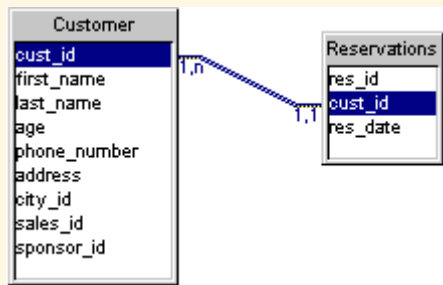 Customer
cust_id
first_name
last_name
age
phone_number
address
city_id
sales_id
sponsor_id
1,n
1,1
Reservations
res_id
cust_id
res_date